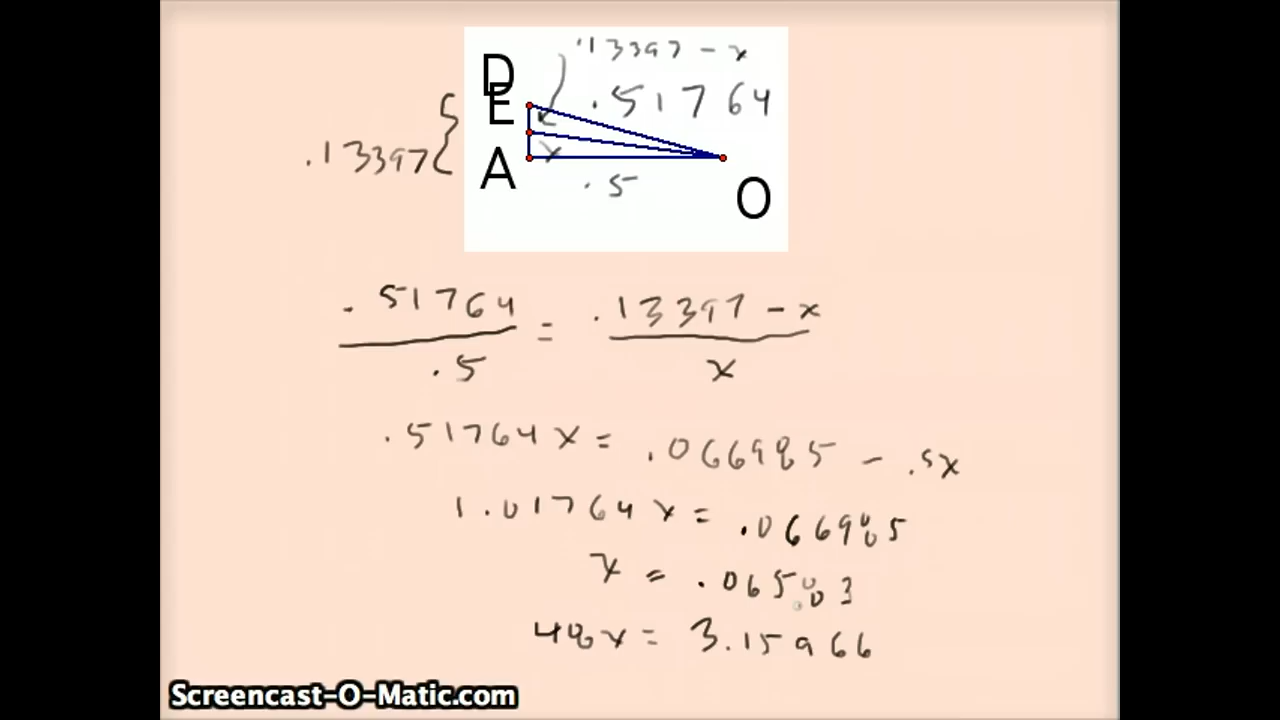 D
.13397 - x
E
.51764
.13397
A
x
.5
O
.51764 / .5 = .13397 - x / x
.51764x = .066985 - .5x
1.01764x = .066985
x = .06583
48x = 3.15966
Screencast-O-Matic.com